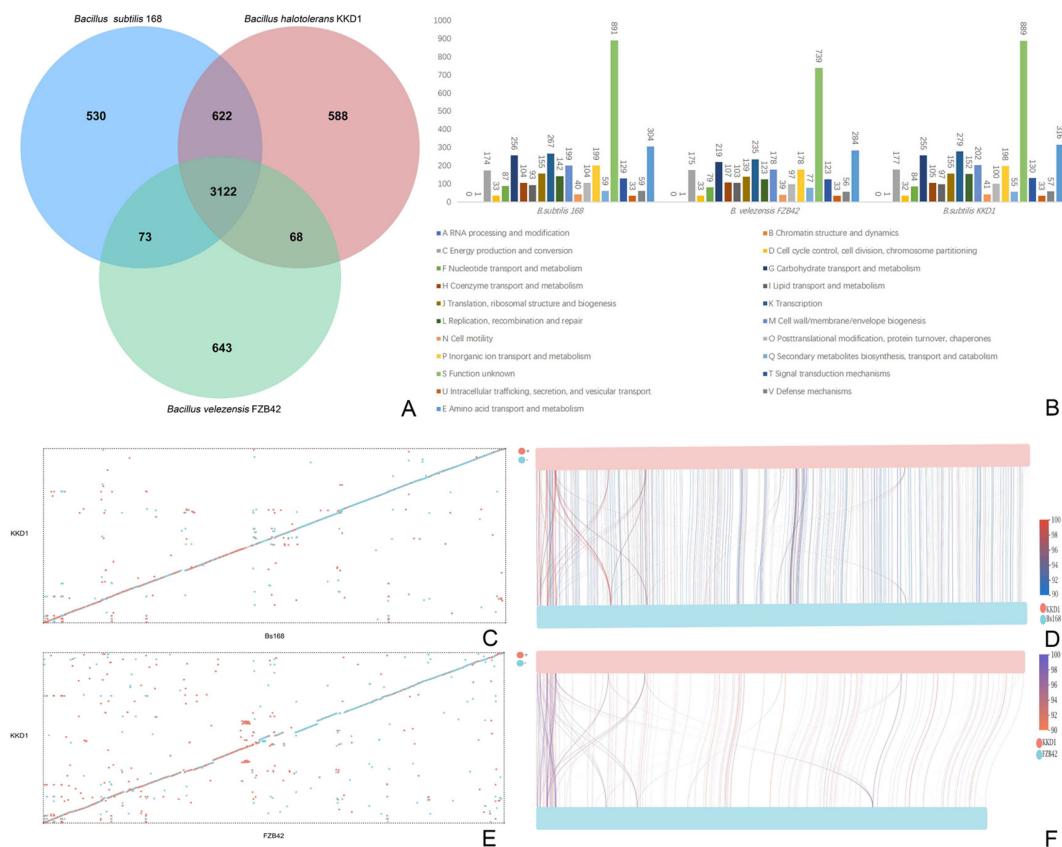 Bacillus subtilis 168
Bacillus halotolerans KKD1
530
622
588
3122
73
68
643
Bacillus velezensis FZB42
A
1000
900
800
700
600
500
400
300
200
100
0
0 1 174 33 87 256 104 93 155 267 142 199 40 104 199 59 891 129 33 59 304
0 1 175 33 79 219 107 103 139 235 123 178 39 97 178 77 739 123 33 56 284
0 1 177 32 84 255 105 97 155 279 152 202 41 100 198 55 889 130 33 57 316
B.subtilis 168
B. velezensis FZB42
B.subtilis KKD1
A RNA processing and modification
B Chromatin structure and dynamics
C Energy production and conversion
D Cell cycle control, cell division, chromosome partitioning
F Nucleotide transport and metabolism
G Carbohydrate transport and metabolism
H Coenzyme transport and metabolism
I Lipid transport and metabolism
J Translation, ribosomal structure and biogenesis
K Transcription
L Replication, recombination and repair
M Cell wall/membrane/envelope biogenesis
N Cell motility
O Posttranslational modification, protein turnover, chaperones
P Inorganic ion transport and metabolism
Q Secondary metabolites biosynthesis, transport and catabolism
S Function unknown
T Signal transduction mechanisms
U Intracellular trafficking, secretion, and vesicular transport
V Defense mechanisms
E Amino acid transport and metabolism
B
KKD1
Bs168
+
-
C
100
98
96
94
92
90
KKD1
Bs168
D
KKD1
FZB42
+
-
E
100
98
96
94
92
90
KKD1
FZB42
F